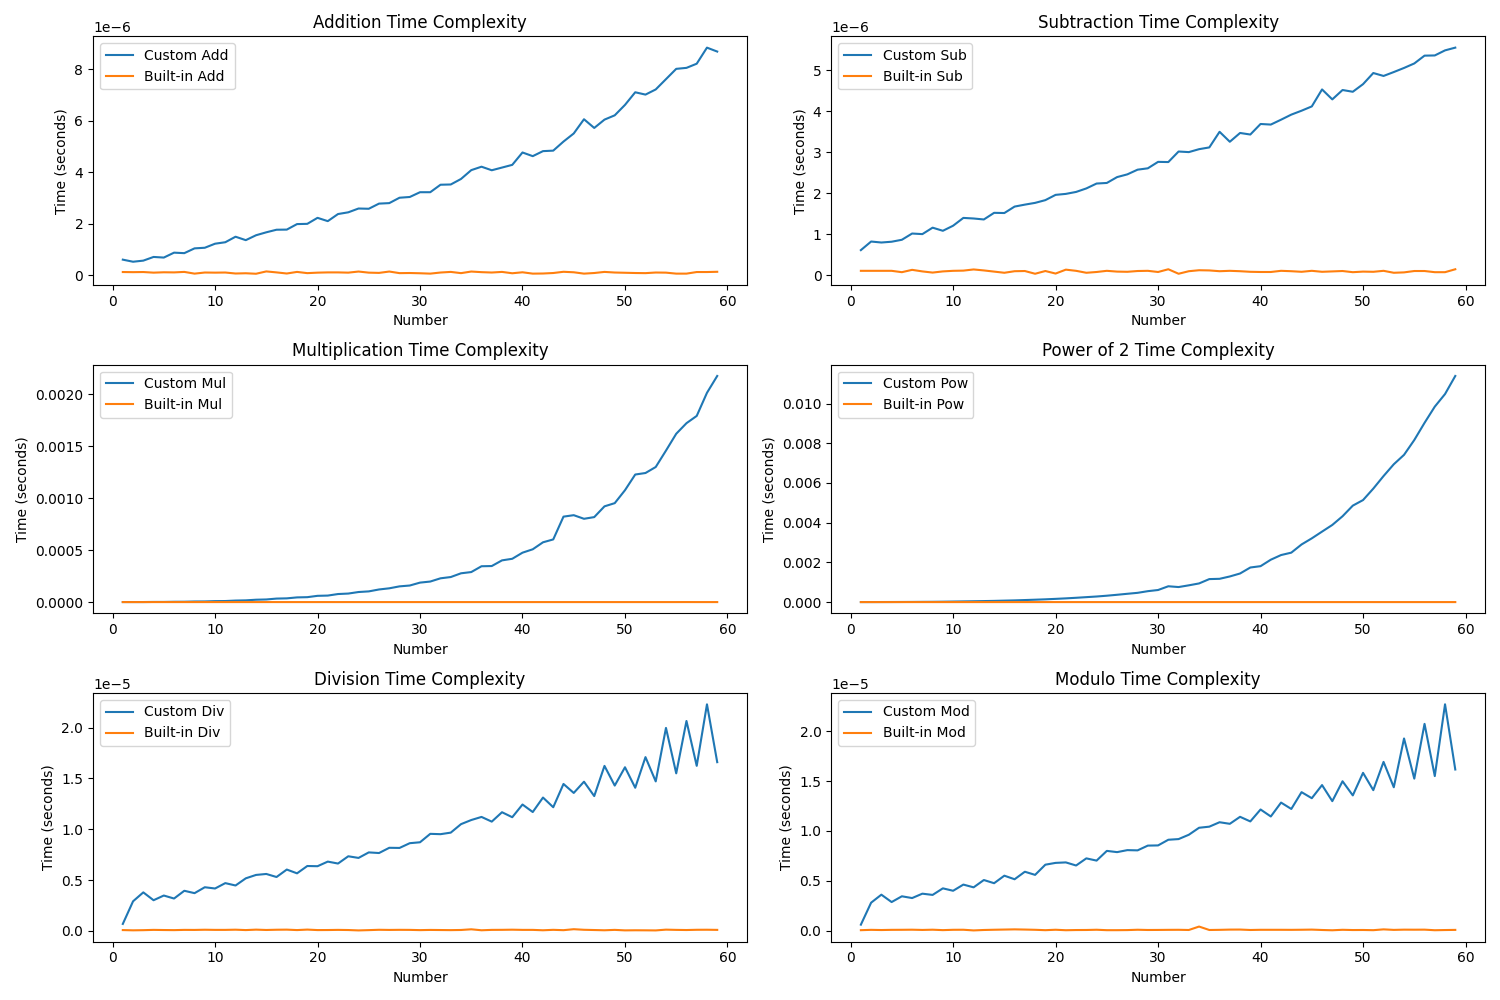 Addition Time Complexity
1e−6
Custom Add
Built-in Add
8
6
4
2
0
Time (seconds)
0 10 20 30 40 50 60
Number
Subtraction Time Complexity
1e−6
Custom Sub
Built-in Sub
5
4
3
2
1
0
Time (seconds)
0 10 20 30 40 50 60
Number
Multiplication Time Complexity
Custom Mul
Built-in Mul
0.0020
0.0015
0.0010
0.0005
0.0000
Time (seconds)
0 10 20 30 40 50 60
Number
Power of 2 Time Complexity
Custom Pow
Built-in Pow
0.010
0.008
0.006
0.004
0.002
0.000
Time (seconds)
0 10 20 30 40 50 60
Number
Division Time Complexity
1e−5
Custom Div
Built-in Div
2.0
1.5
1.0
0.5
0.0
Time (seconds)
0 10 20 30 40 50 60
Number
Modulo Time Complexity
1e−5
Custom Mod
Built-in Mod
2.0
1.5
1.0
0.5
0.0
Time (seconds)
0 10 20 30 40 50 60
Number